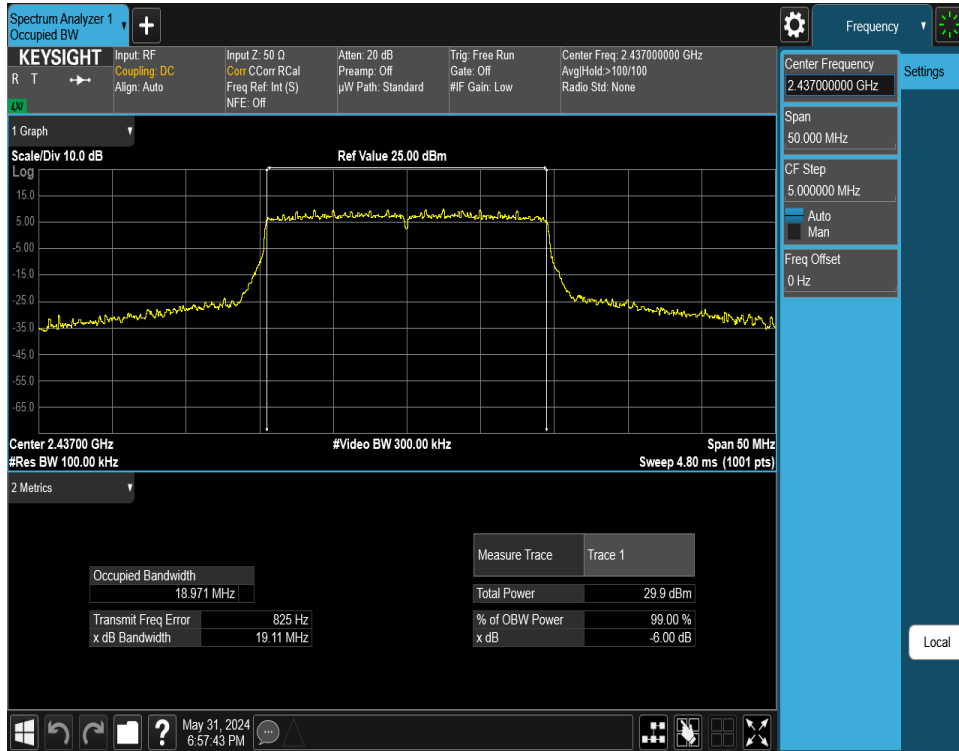 Spectrum Analyzer 1
Occupied BW
Frequency
KEYSIGHT
R T
LXI
Input: RF
Coupling: DC
Align: Auto
Input Z: 50 Ω
Corr CCorr RCal
Freq Ref: Int (S)
NFE: Off
Atten: 20 dB
Preamp: Off
µW Path: Standard
Trig: Free Run
Gate: Off
#IF Gain: Low
Center Freq: 2.437000000 GHz
Avg|Hold:>100/100
Radio Std: None
Center Frequency
2.437000000 GHz
Settings
Span
50.000 MHz
CF Step
5.000000 MHz
Auto
Man
Freq Offset
0 Hz
Local
1 Graph
Scale/Div 10.0 dB
Ref Value 25.00 dBm
Log
15.0
5.00
-5.00
-15.0
-25.0
-35.0
-45.0
-55.0
-65.0
Center 2.43700 GHz
#Video BW 300.00 kHz
Span 50 MHz
#Res BW 100.00 kHz
Sweep 4.80 ms (1001 pts)
2 Metrics
Measure Trace Trace 1
Occupied Bandwidth
18.971 MHz
Total Power 29.9 dBm
Transmit Freq Error 825 Hz
% of OBW Power 99.00 %
x dB Bandwidth 19.11 MHz
x dB -6.00 dB
?
May 31, 2024
6:57:43 PM